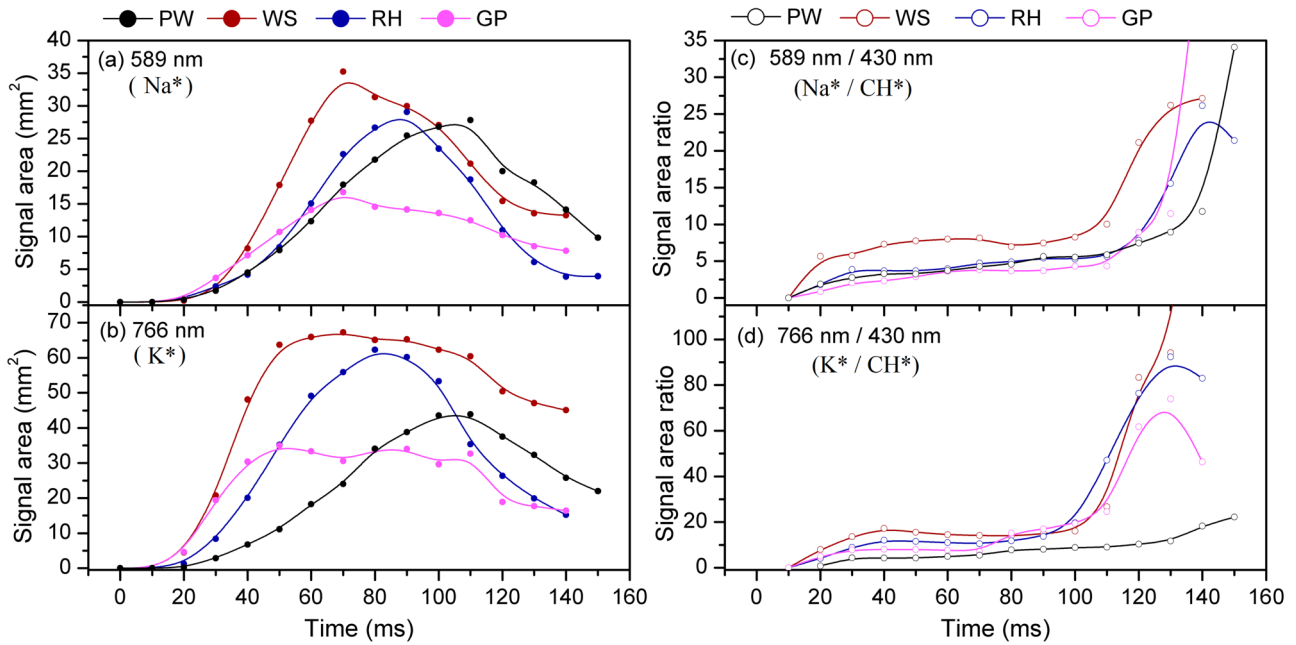 PW WS RH GP
PW WS RH GP
(a) 589 nm
( Na*)
Signal area (mm²)
40
35
30
25
20
15
10
5
0
(b) 766 nm
( K*)
Signal area (mm²)
70
60
50
40
30
20
10
0
0 20 40 60 80 100 120 140 160
Time (ms)
(c) 589 nm / 430 nm
(Na* / CH*)
Signal area ratio
35
30
25
20
15
10
5
0
(d) 766 nm / 430 nm
(K* / CH*)
Signal area ratio
100
80
60
40
20
0
0 20 40 60 80 100 120 140 160
Time (ms)